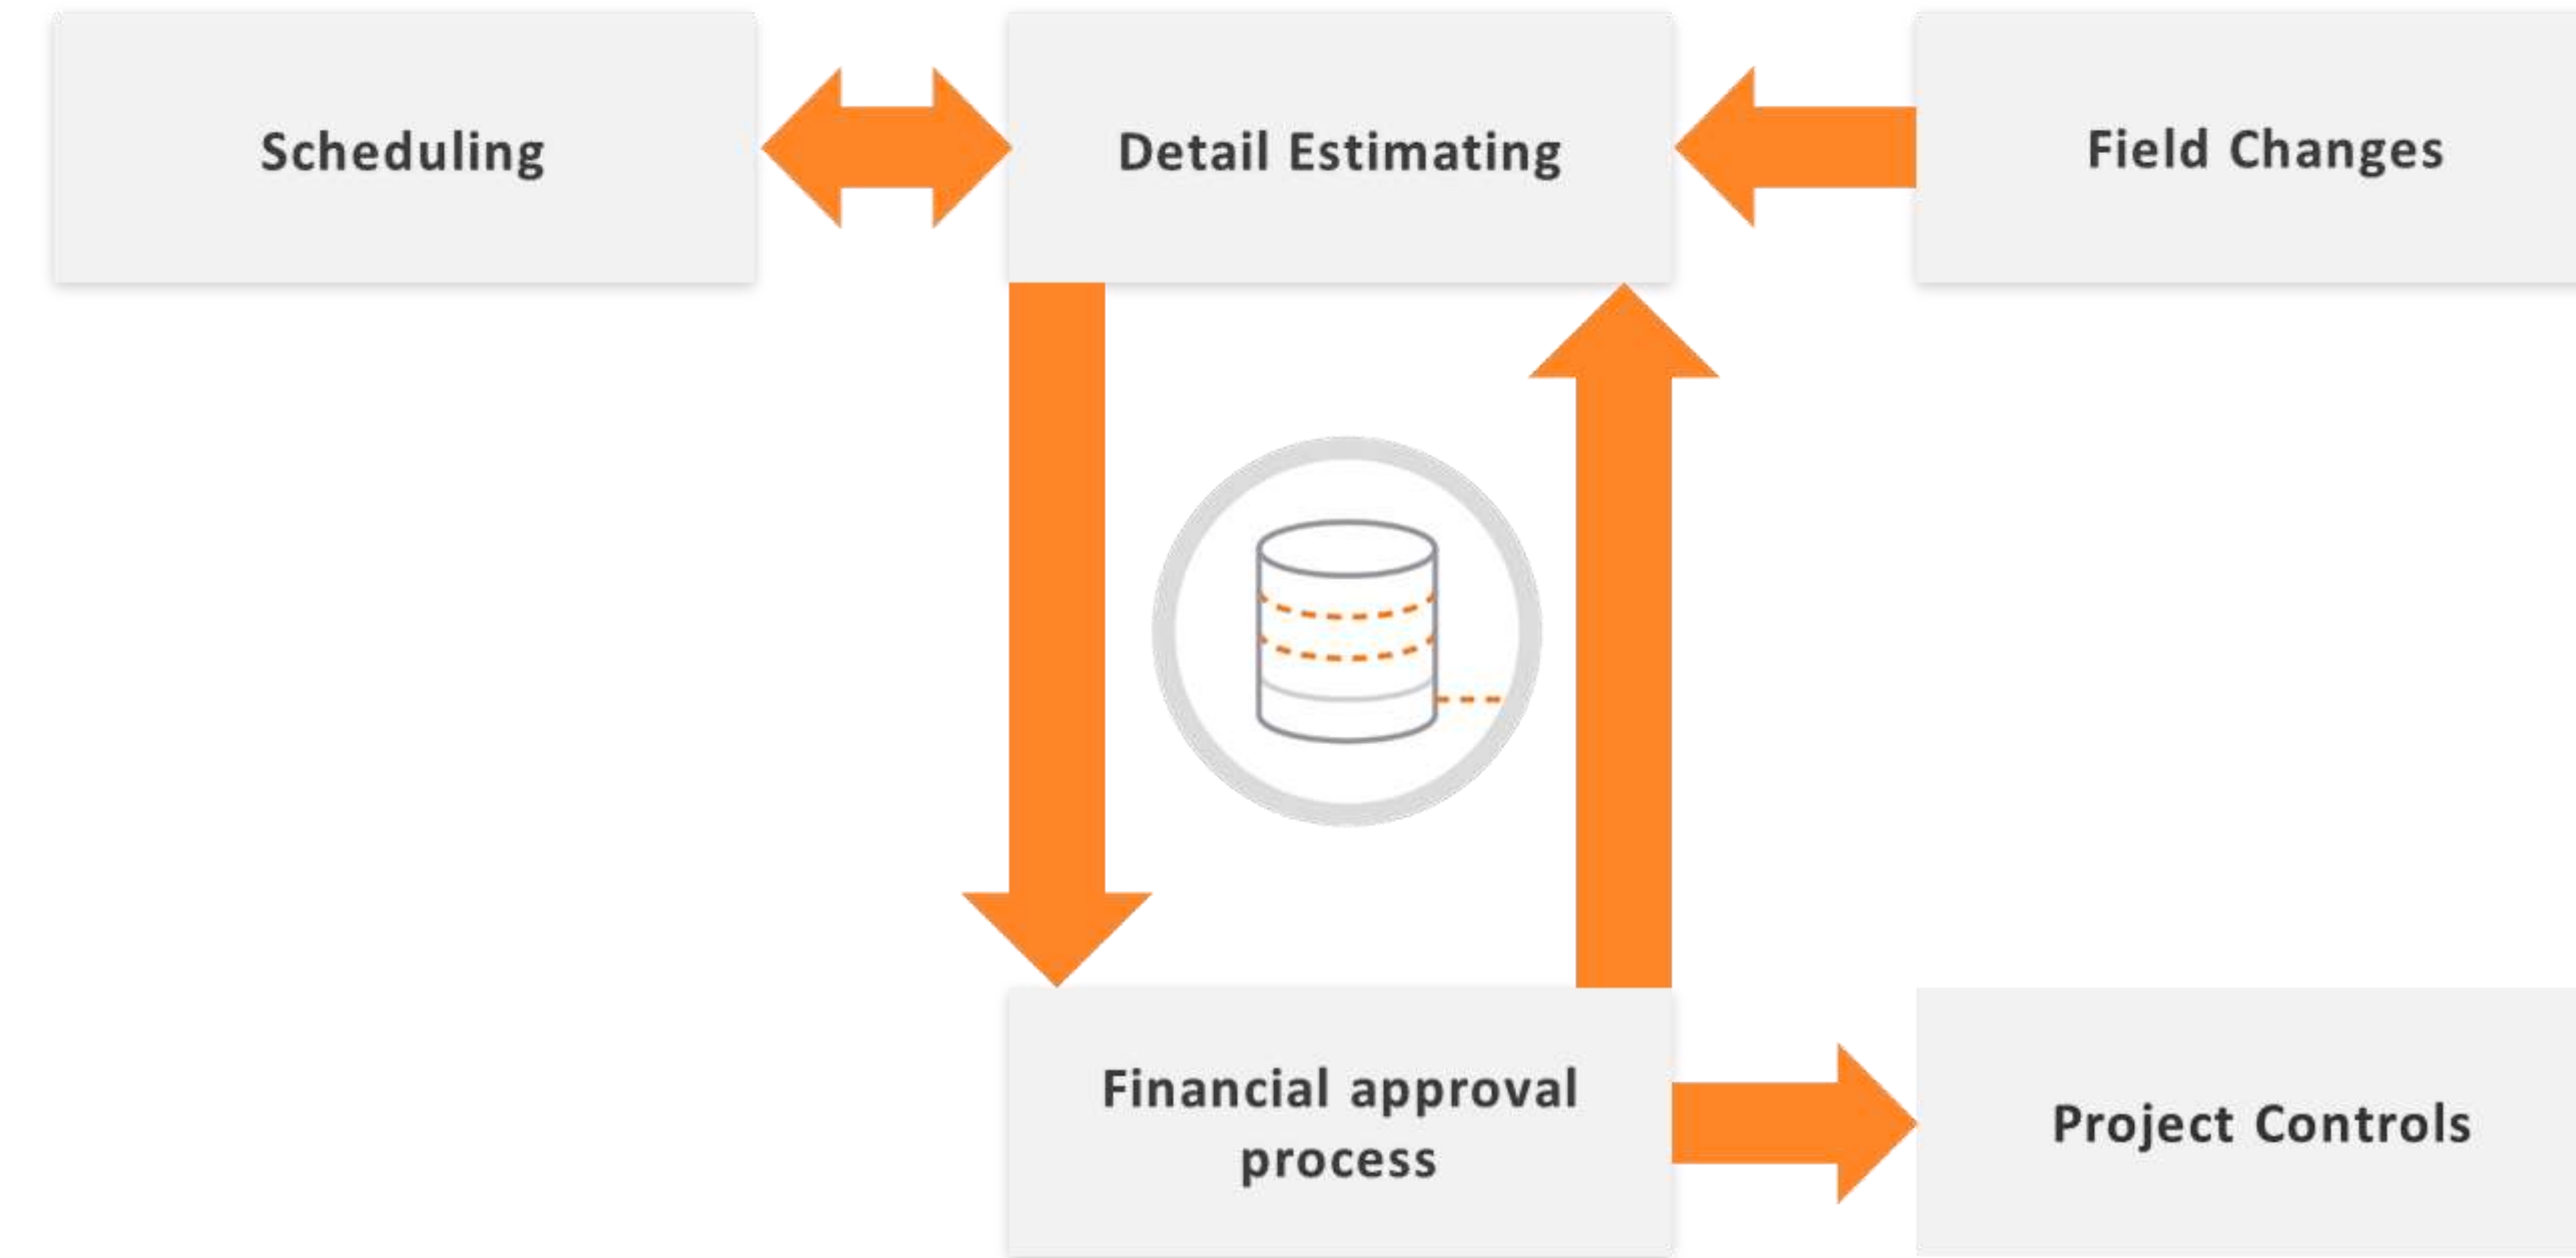 Scheduling
Detail Estimating
Field Changes
Financial approval
process
Project Controls